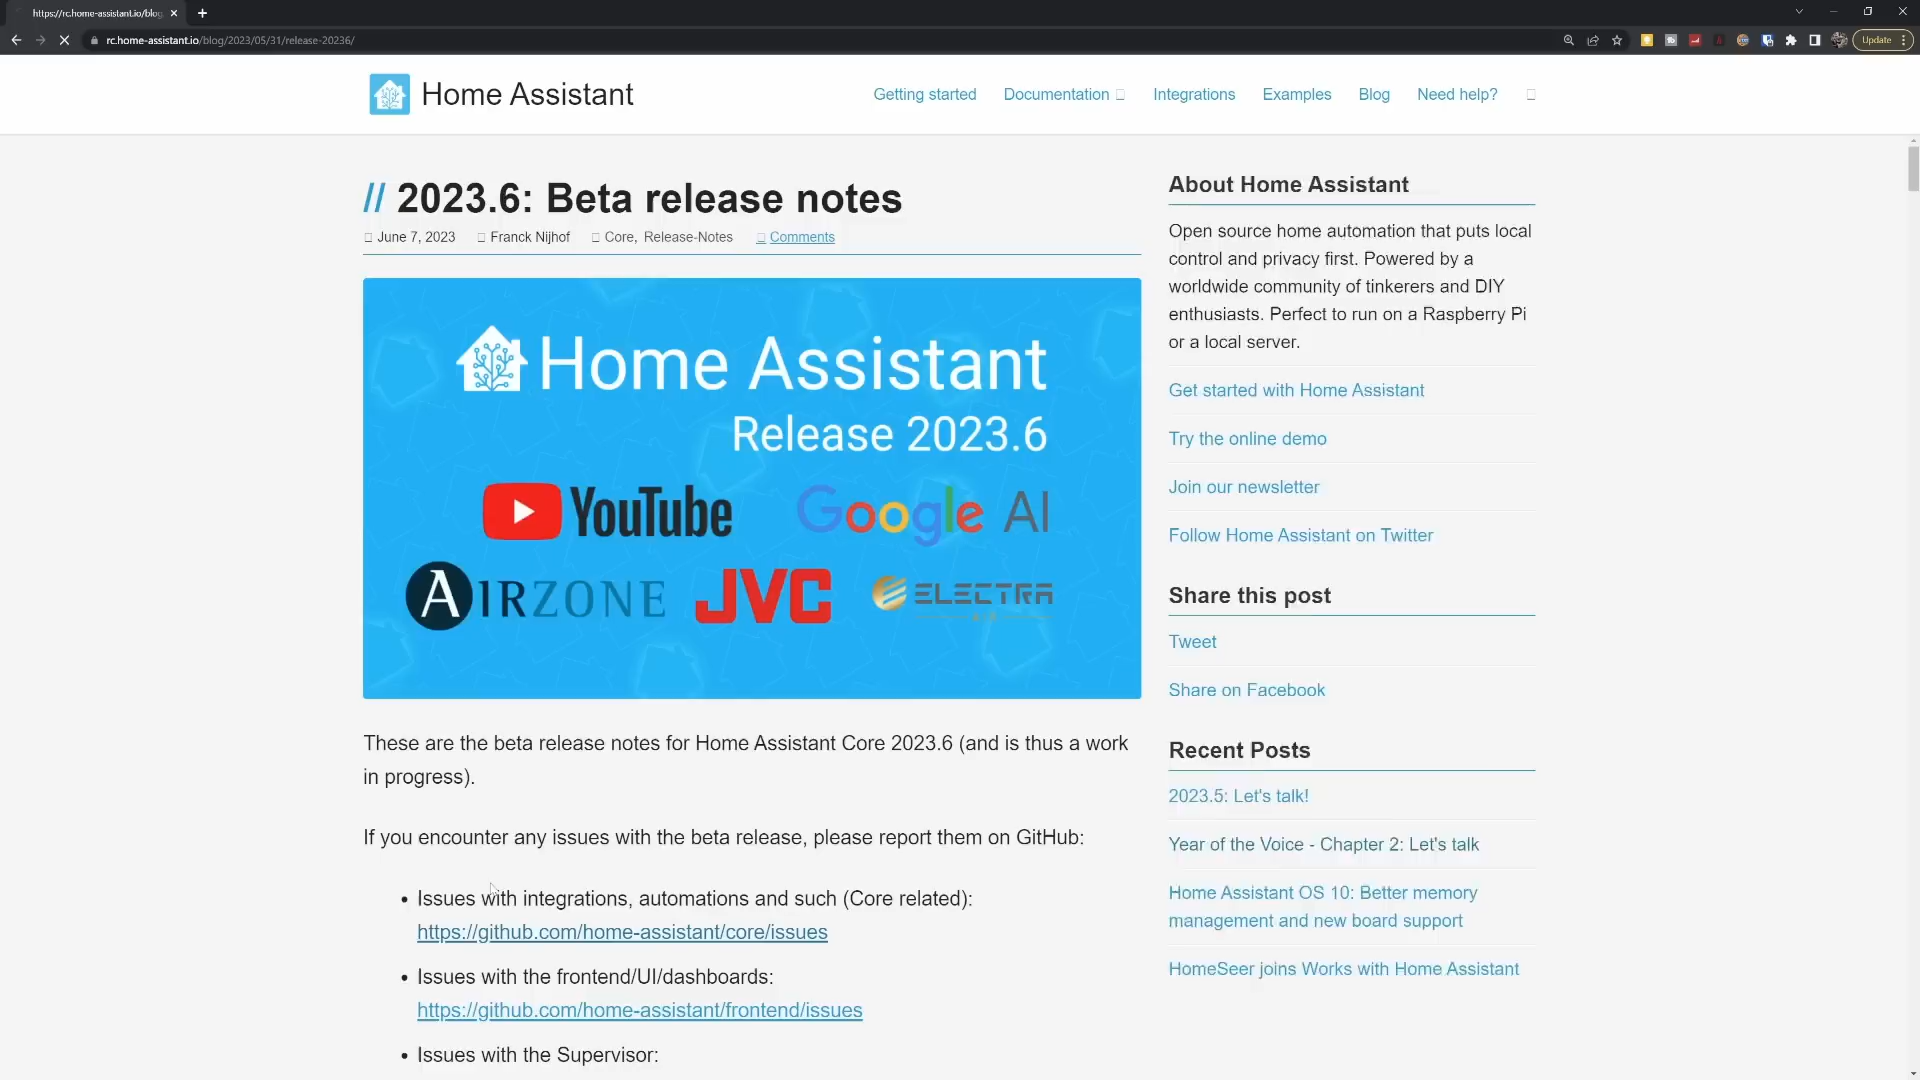 https://rc.home-assistant.io/blog
rc.home-assistant.io/blog/2023/05/31/release-20236/
Update
Home Assistant
Getting started
Documentation
Integrations
Examples
Blog
Need help?
// 2023.6: Beta release notes
June 7, 2023
Franck Nijhof
Core, Release-Notes
Comments
Home Assistant
Release 2023.6
YouTube
Google AI
AIRZONE
JVC
ELECTRA
These are the beta release notes for Home Assistant Core 2023.6 (and is thus a work
in progress).
If you encounter any issues with the beta release, please report them on GitHub:
• Issues with integrations, automations and such (Core related):
https://github.com/home-assistant/core/issues
• Issues with the frontend/UI/dashboards:
https://github.com/home-assistant/frontend/issues
• Issues with the Supervisor:
About Home Assistant
Open source home automation that puts local
control and privacy first. Powered by a
worldwide community of tinkerers and DIY
enthusiasts. Perfect to run on a Raspberry Pi
or a local server.
Get started with Home Assistant
Try the online demo
Join our newsletter
Follow Home Assistant on Twitter
Share this post
Tweet
Share on Facebook
Recent Posts
2023.5: Let's talk!
Year of the Voice - Chapter 2: Let's talk
Home Assistant OS 10: Better memory
management and new board support
HomeSeer joins Works with Home Assistant